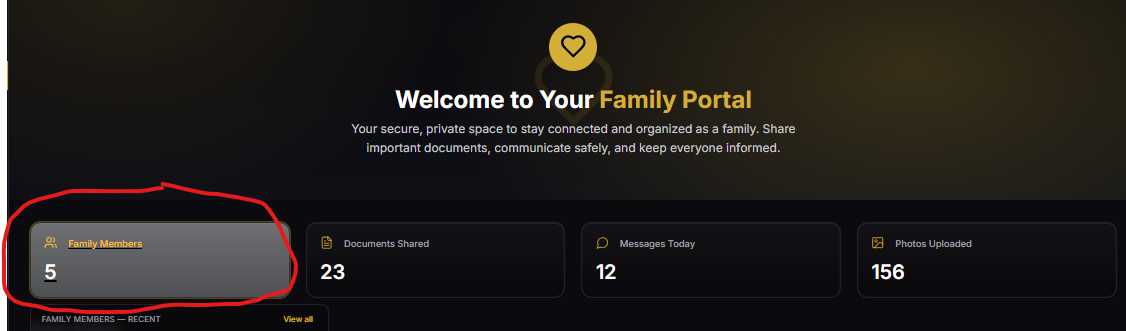 Welcome to Your Family Portal
Your secure, private space to stay connected and organized as a family. Share
important documents, communicate safely, and keep everyone informed.
Family Members
5
Documents Shared
23
Messages Today
12
Photos Uploaded
156
FAMILY MEMBERS — RECENT
View all